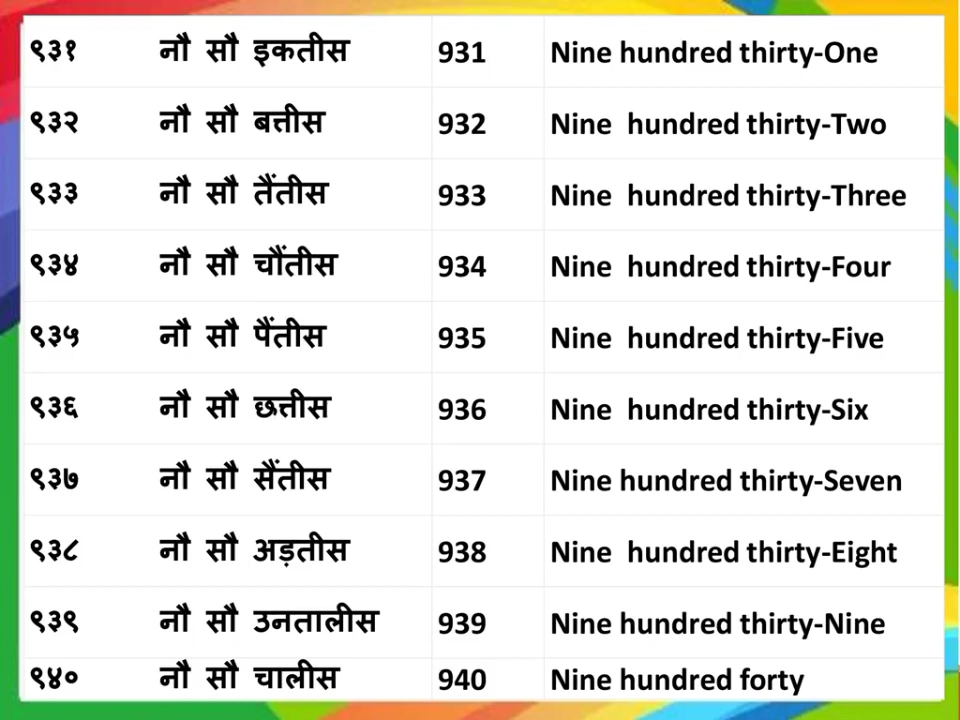 ९३१ नौ सौ इकतीस 931 Nine hundred thirty-One
९३२ नौ सौ बत्तीस 932 Nine hundred thirty-Two
९३३ नौ सौ तैंतीस 933 Nine hundred thirty-Three
९३४ नौ सौ चौंतीस 934 Nine hundred thirty-Four
९३५ नौ सौ पैंतीस 935 Nine hundred thirty-Five
९३६ नौ सौ छत्तीस 936 Nine hundred thirty-Six
९३७ नौ सौ सैंतीस 937 Nine hundred thirty-Seven
९३८ नौ सौ अड़तीस 938 Nine hundred thirty-Eight
९३९ नौ सौ उनतालीस 939 Nine hundred thirty-Nine
९४० नौ सौ चालीस 940 Nine hundred forty